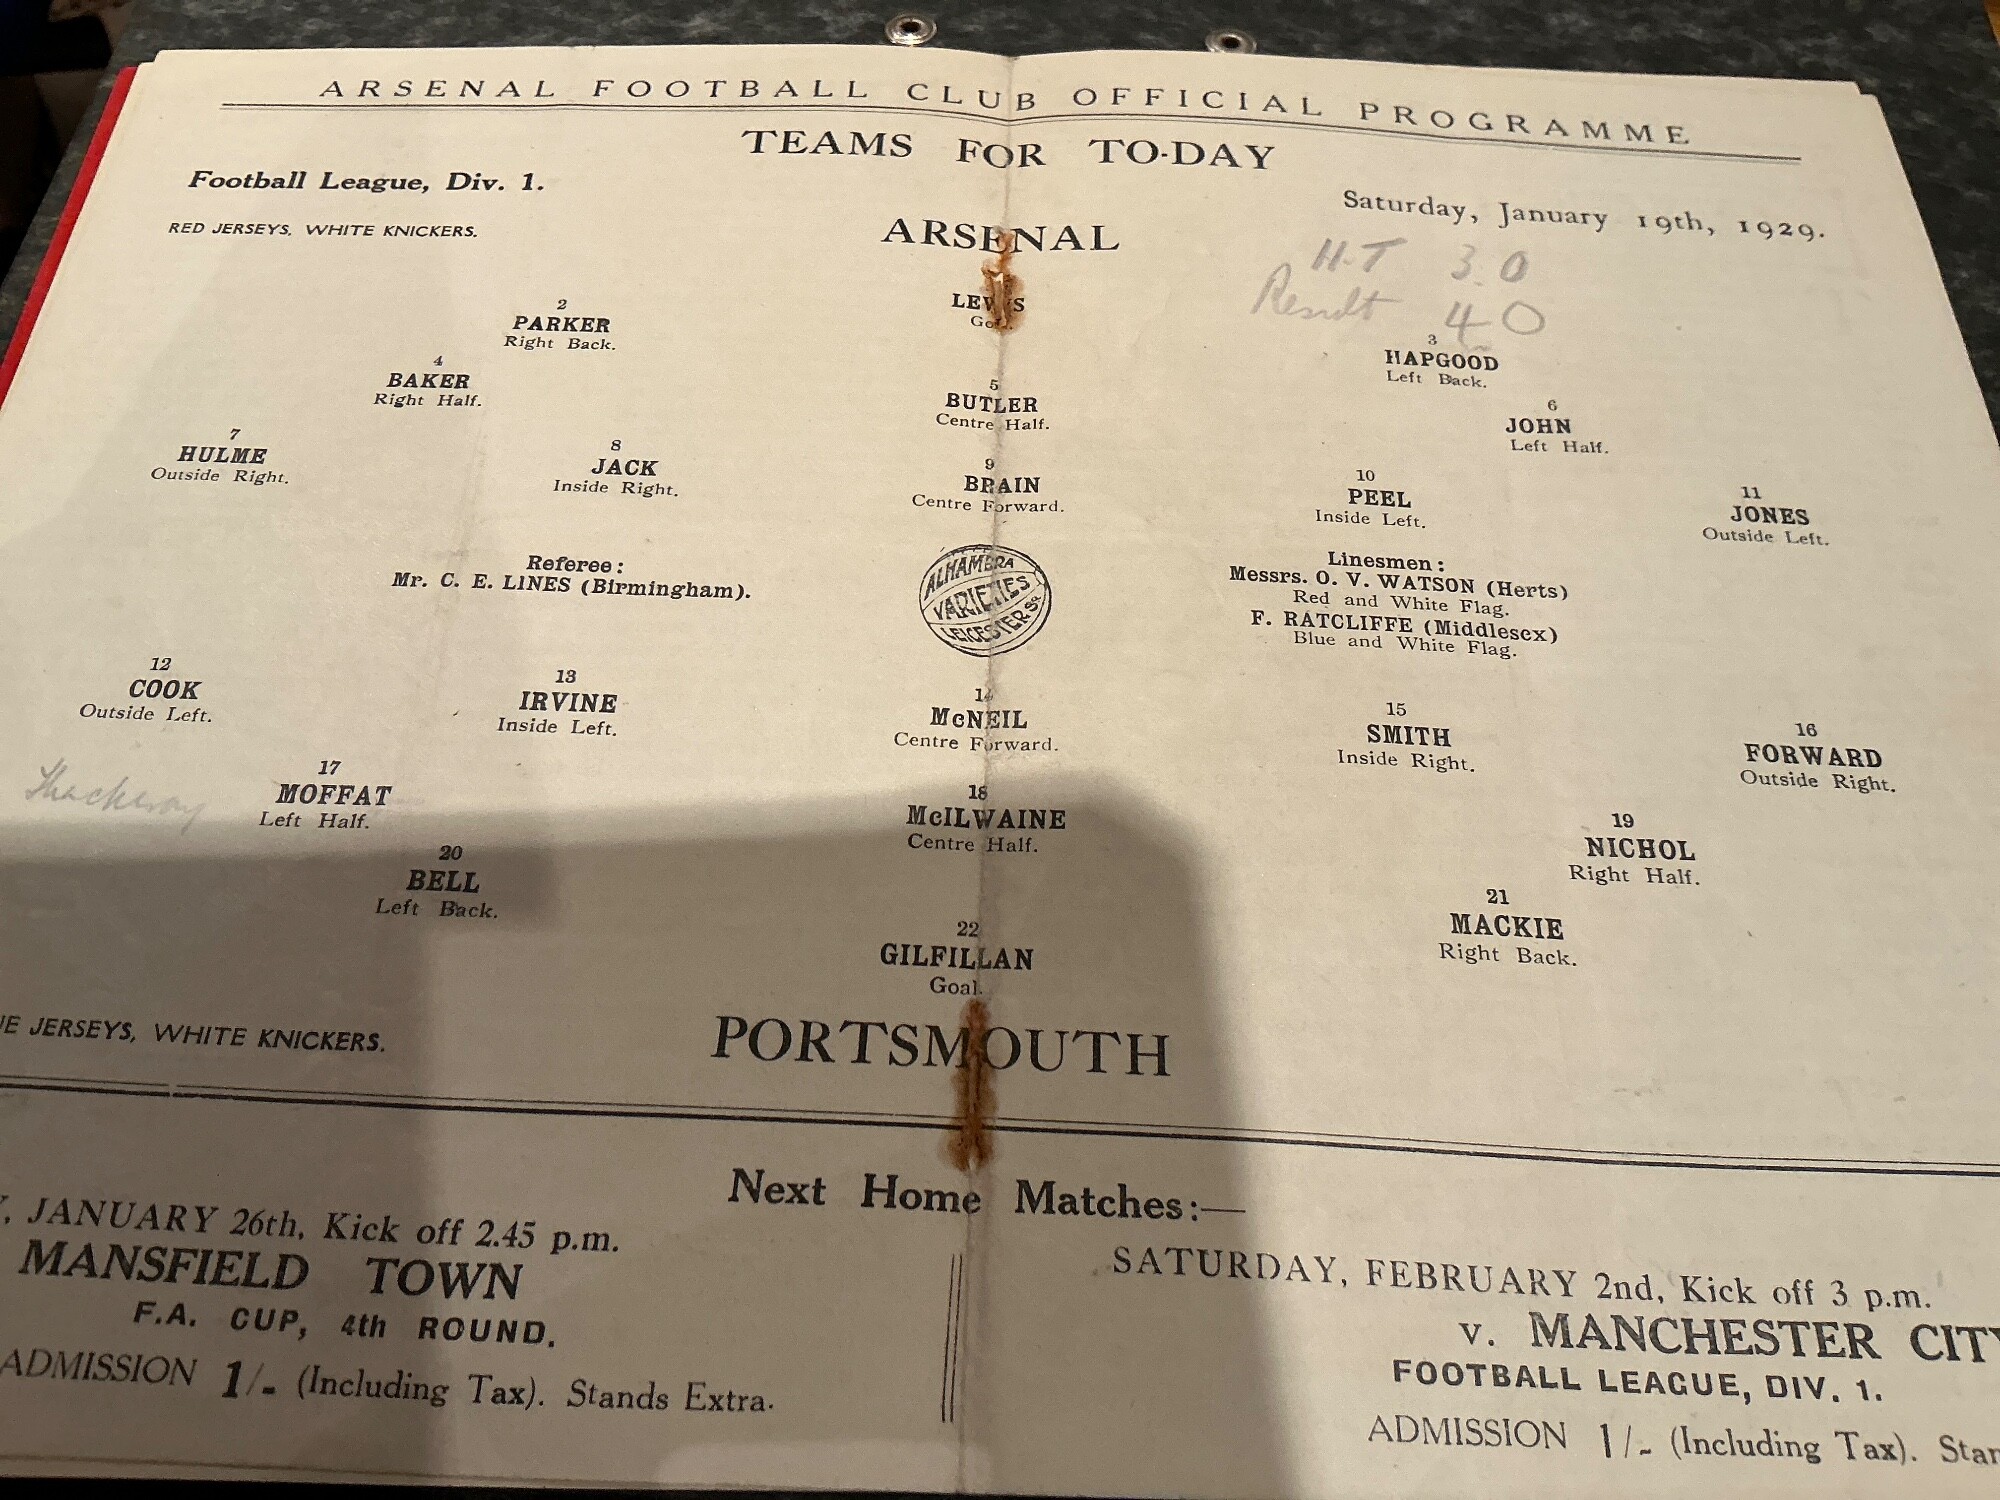 ARSENAL FOOTBALL CLUB OFFICIAL PROGRAMME
TEAMS FOR TO-DAY
Football League, Div. 1.
Saturday, January 19th, 1929.
RED JERSEYS, WHITE KNICKERS.
ARSENAL
H.T 3.0
Result 4 0
LEWIS
Goal.
2
PARKER
Right Back.
3
HAPGOOD
Left Back.
4
BAKER
Right Half.
5
BUTLER
Centre Half.
6
JOHN
Left Half.
7
HULME
Outside Right.
8
JACK
Inside Right.
9
BRAIN
Centre Forward.
10
PEEL
Inside Left.
11
JONES
Outside Left.
Referee:
Mr. C. E. LINES (Birmingham).
ALHAMBRA
VARIETIES
LEICESTER SQ.
Linesmen:
Messrs. O. V. WATSON (Herts)
Red and White Flag.
F. RATCLIFFE (Middlesex)
Blue and White Flag.
12
COOK
Outside Left.
13
IRVINE
Inside Left.
14
McNEIL
Centre Forward.
15
SMITH
Inside Right.
16
FORWARD
Outside Right.
Thackeray
17
MOFFAT
Left Half.
18
McILWAINE
Centre Half.
19
NICHOL
Right Half.
20
BELL
Left Back.
21
MACKIE
Right Back.
22
GILFILLAN
Goal.
UE JERSEYS, WHITE KNICKERS.
PORTSMOUTH
Next Home Matches:—
Y, JANUARY 26th, Kick off 2.45 p.m.
MANSFIELD TOWN
F.A. CUP, 4th ROUND.
ADMISSION 1/- (Including Tax). Stands Extra.
SATURDAY, FEBRUARY 2nd, Kick off 3 p.m.
v. MANCHESTER CITY
FOOTBALL LEAGUE, DIV. 1.
ADMISSION 1/- (Including Tax). Stan